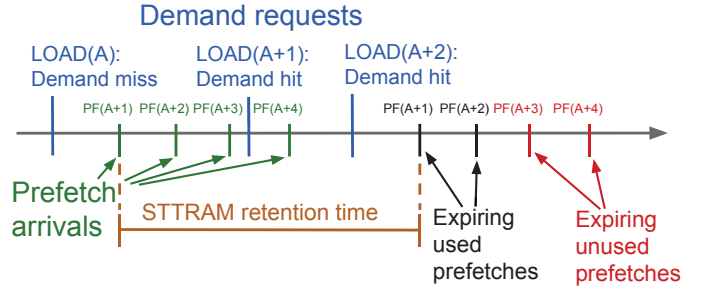 Demand requests
LOAD(A):
Demand miss
LOAD(A+1):
Demand hit
LOAD(A+2):
Demand hit
PF(A+1) PF(A+2) PF(A+3) PF(A+4) PF(A+1) PF(A+2) PF(A+3) PF(A+4)
Prefetch
arrivals
STTRAM retention time
Expiring
used
prefetches
Expiring
unused
prefetches